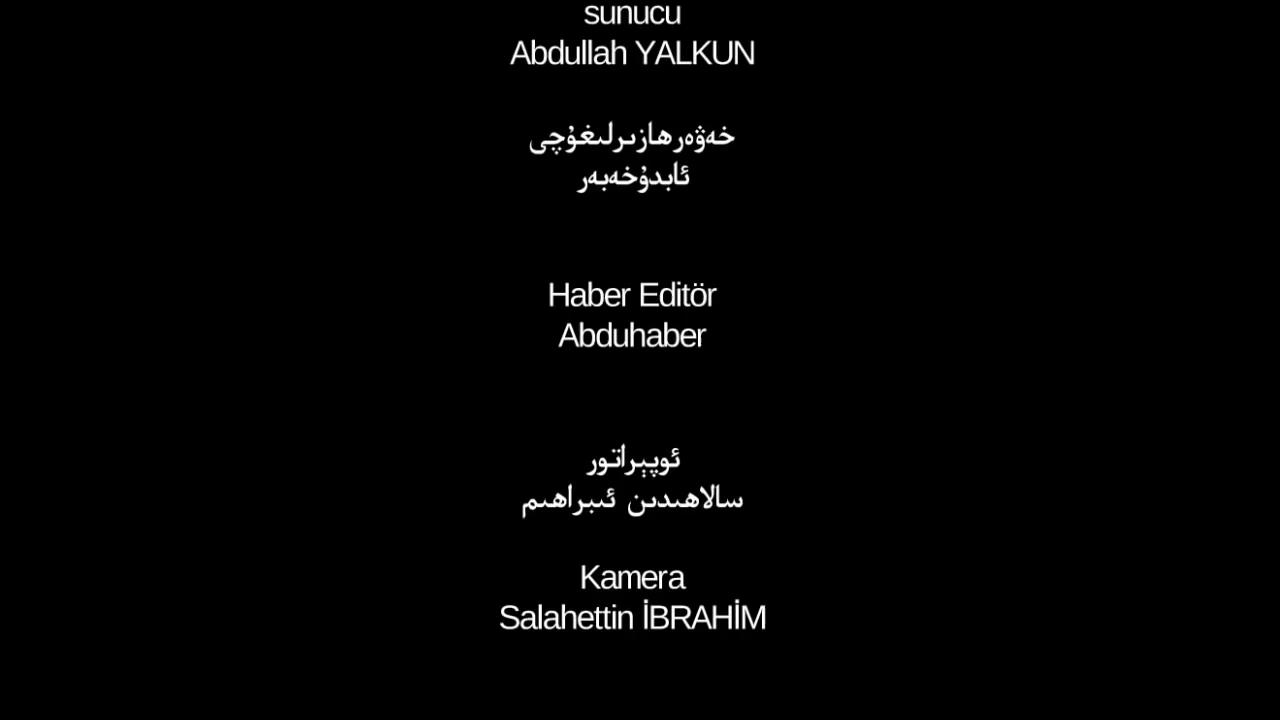 sunucu
Abdullah YALKUN
خەۋەرھازىرلىغۇچى
ئابدۇخەبەر
Haber Editör
Abduhaber
ئوپېراتور
سالاھىدىن ئىبراھىم
Kamera
Salahettin İBRAHİM